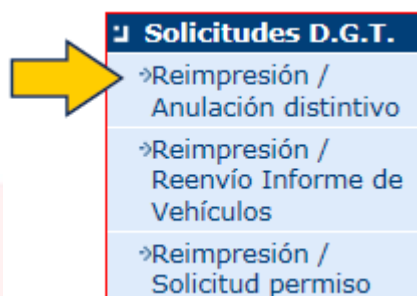 Solicitudes D.G.T.
Reimpresión /
Anulación distintivo
Reimpresión /
Reenvío Informe de
Vehículos
Reimpresión /
Solicitud permiso